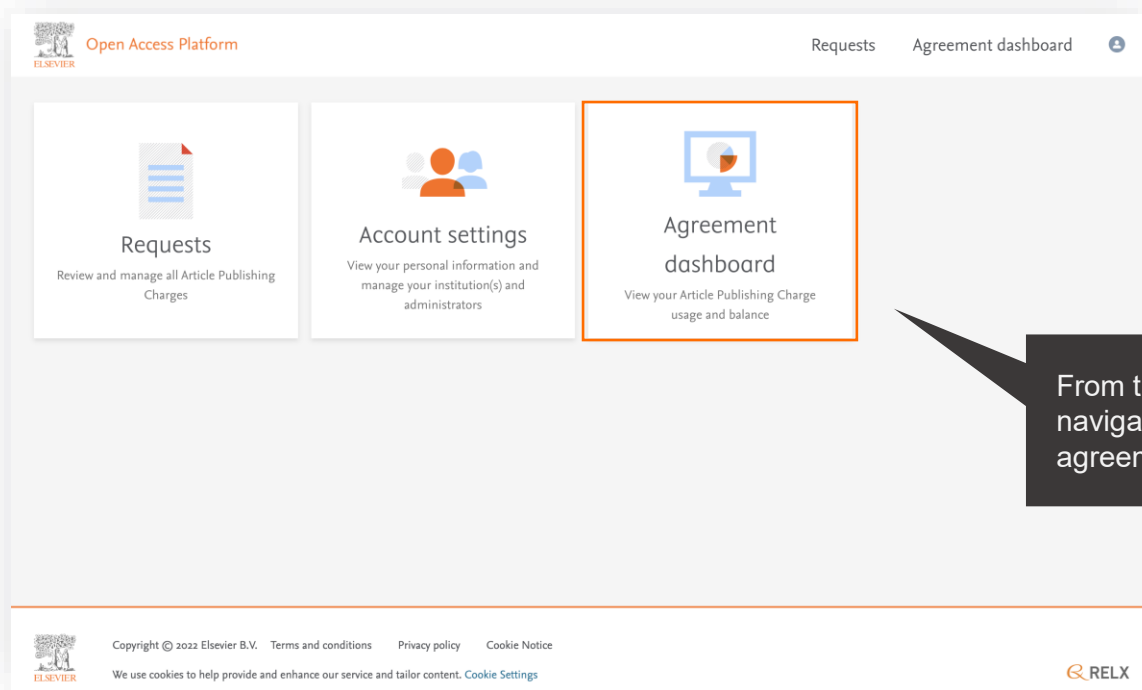 Open Access Platform
Requests
Agreement dashboard
ELSEVIER
Requests
Review and manage all Article Publishing
Charges
Account settings
View your personal information and
manage your institution(s) and
administrators
Agreement
dashboard
View your Article Publishing Charge
usage and balance
From t
naviga
agreer
ELSEVIER
Copyright © 2022 Elsevier B.V. Terms and conditions Privacy policy Cookie Notice
We use cookies to help provide and enhance our service and tailor content. Cookie Settings
RELX